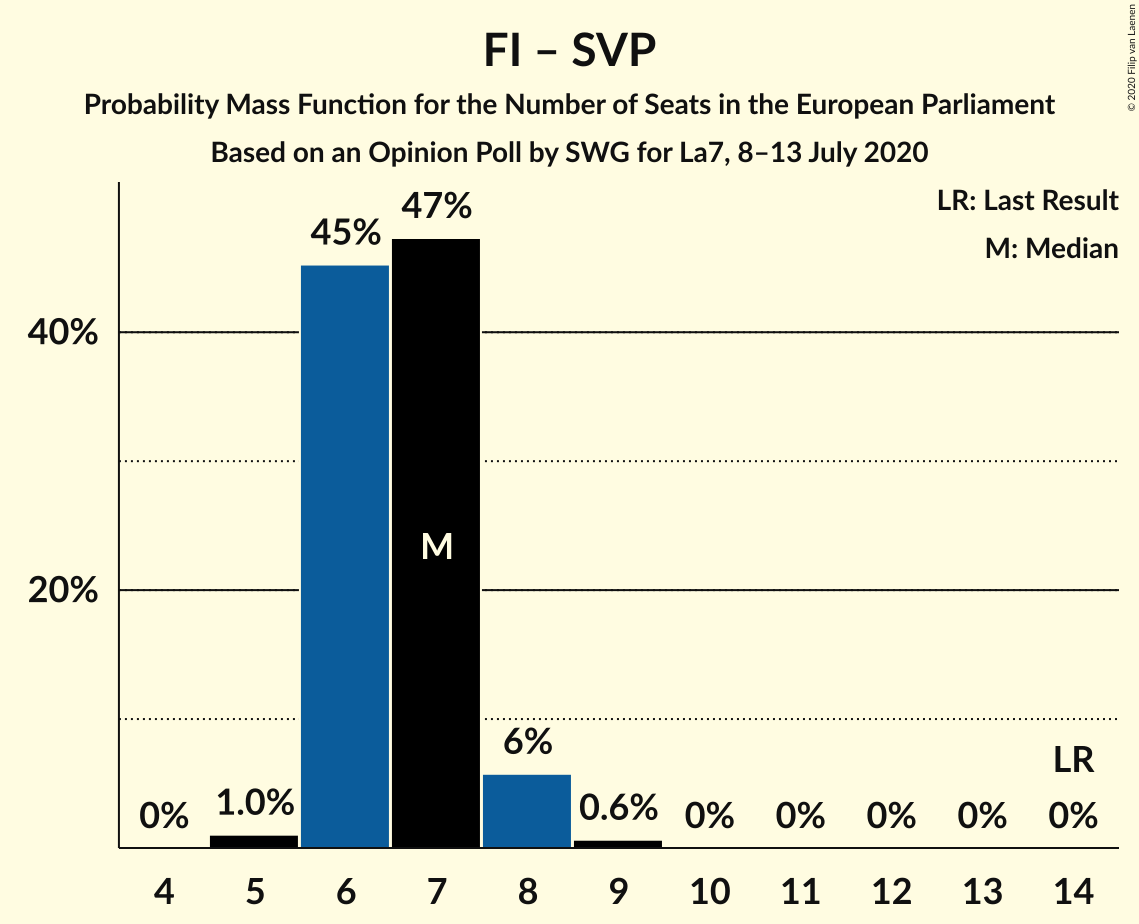 FI – SVP
Probability Mass Function for the Number of Seats in the European Parliament
Based on an Opinion Poll by SWG for La7, 8–13 July 2020
© 2020 Filip van Laenen
LR: Last Result
M: Median
40%
20%
0%
1.0%
45%
47%
M
6%
0.6%
0%
0%
0%
0%
LR
0%
4 5 6 7 8 9 10 11 12 13 14